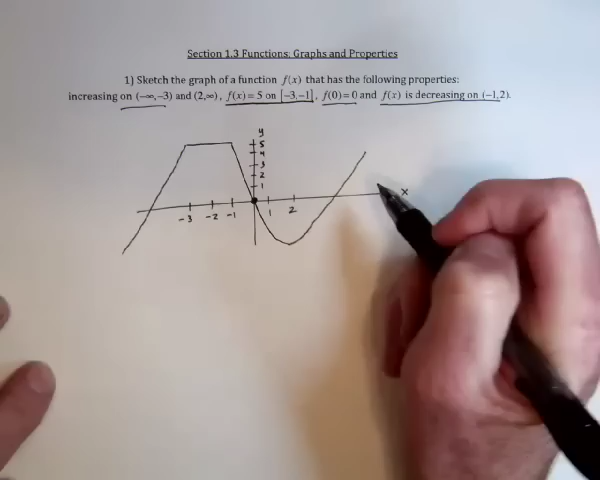 Section 1.3 Functions: Graphs and Properties
1) Sketch the graph of a function f(x) that has the following properties:
increasing on (−∞,−3) and (2,∞), f(x)=5 on [−3,−1], f(0)=0 and f(x) is decreasing on (−1,2).
y
5
4
3
2
1
x
-3 -2 -1 1 2